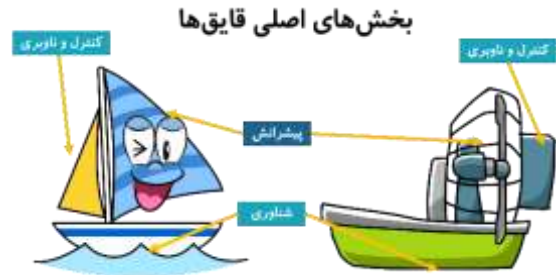 بخش‌های اصلی قایق‌ها
کنترل و ناوبری
کنترل و ناوبری
پیشرانش
شناوری